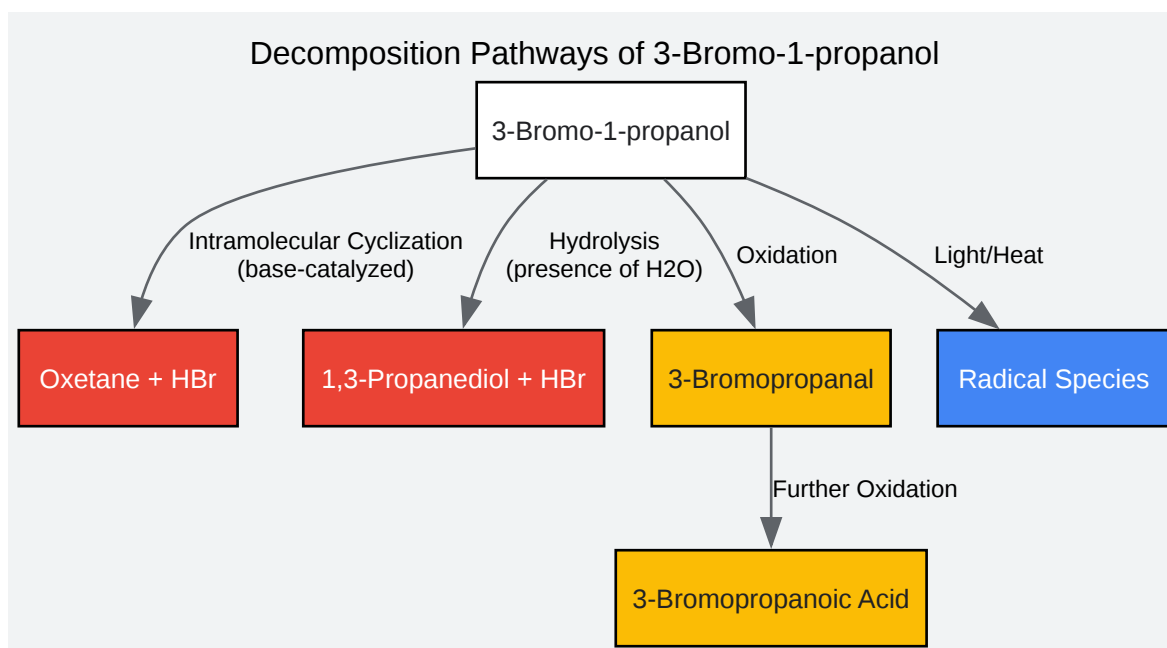 Decomposition Pathways of 3-Bromo-1-propanol
3-Bromo-1-propanol
Intramolecular Cyclization
(base-catalyzed)
Hydrolysis
(presence of H2O)
Oxidation
Light/Heat
Oxetane + HBr
1,3-Propanediol + HBr
3-Bromopropanal
Radical Species
Further Oxidation
3-Bromopropanoic Acid